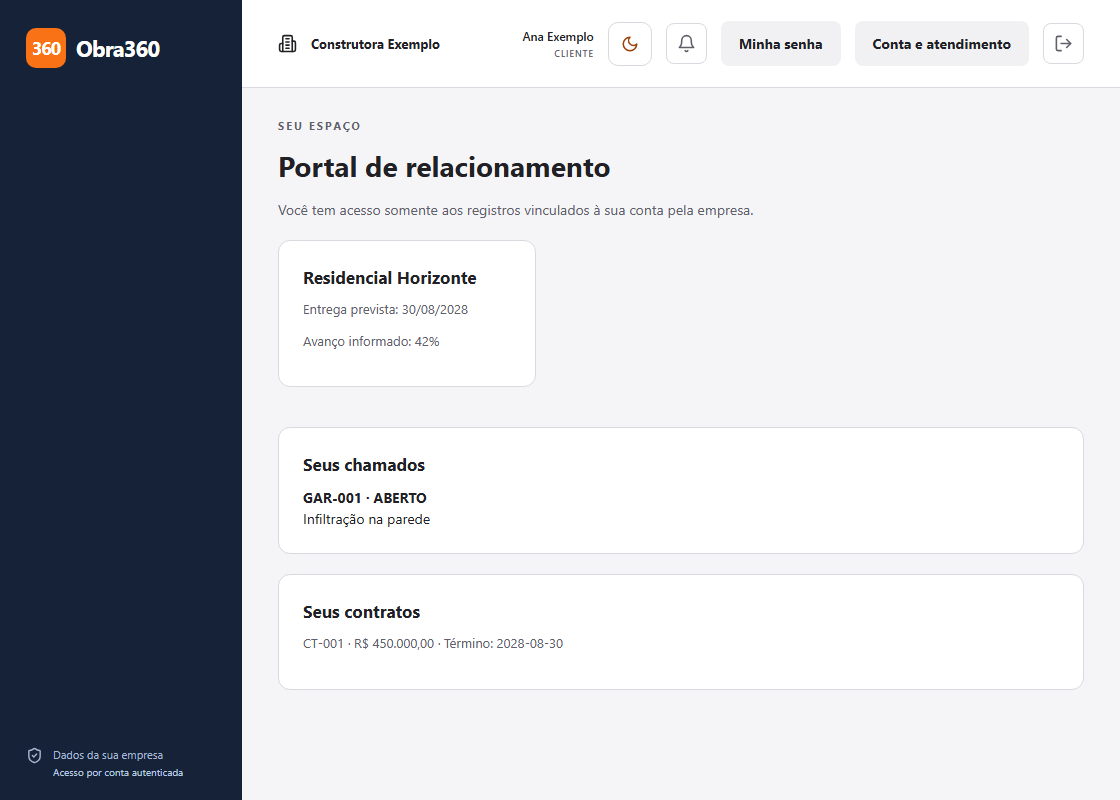 360 Obra360
Construtora Exemplo
Ana Exemplo
CLIENTE
Minha senha
Conta e atendimento
SEU ESPAÇO
Portal de relacionamento
Você tem acesso somente aos registros vinculados à sua conta pela empresa.
Residencial Horizonte
Entrega prevista: 30/08/2028
Avanço informado: 42%
Seus chamados
GAR-001 · ABERTO
Infiltração na parede
Seus contratos
CT-001 · R$ 450.000,00 · Término: 2028-08-30
Dados da sua empresa
Acesso por conta autenticada